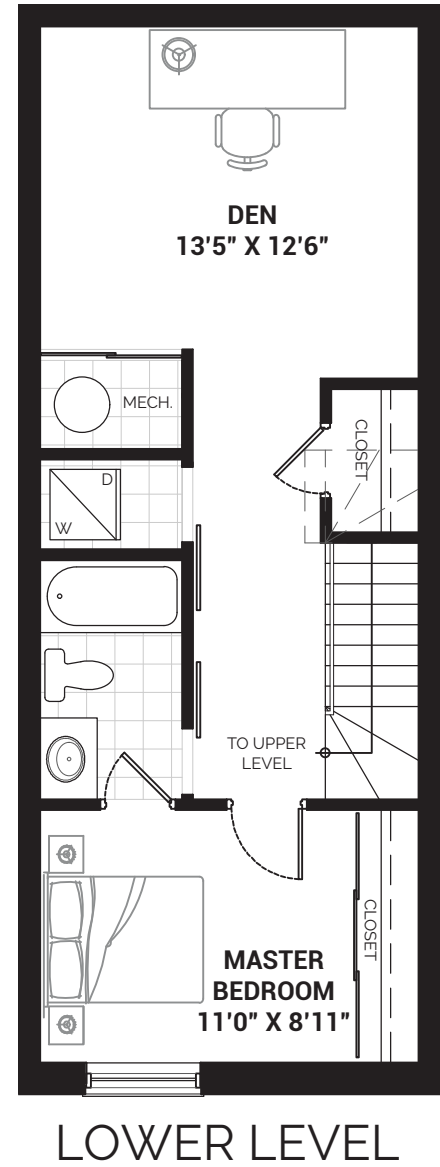 DEN
13'5" X 12'6"
MECH.
CLOSET
D
W
TO UPPER
LEVEL
CLOSET
MASTER
BEDROOM
11'0" X 8'11"
LOWER LEVEL